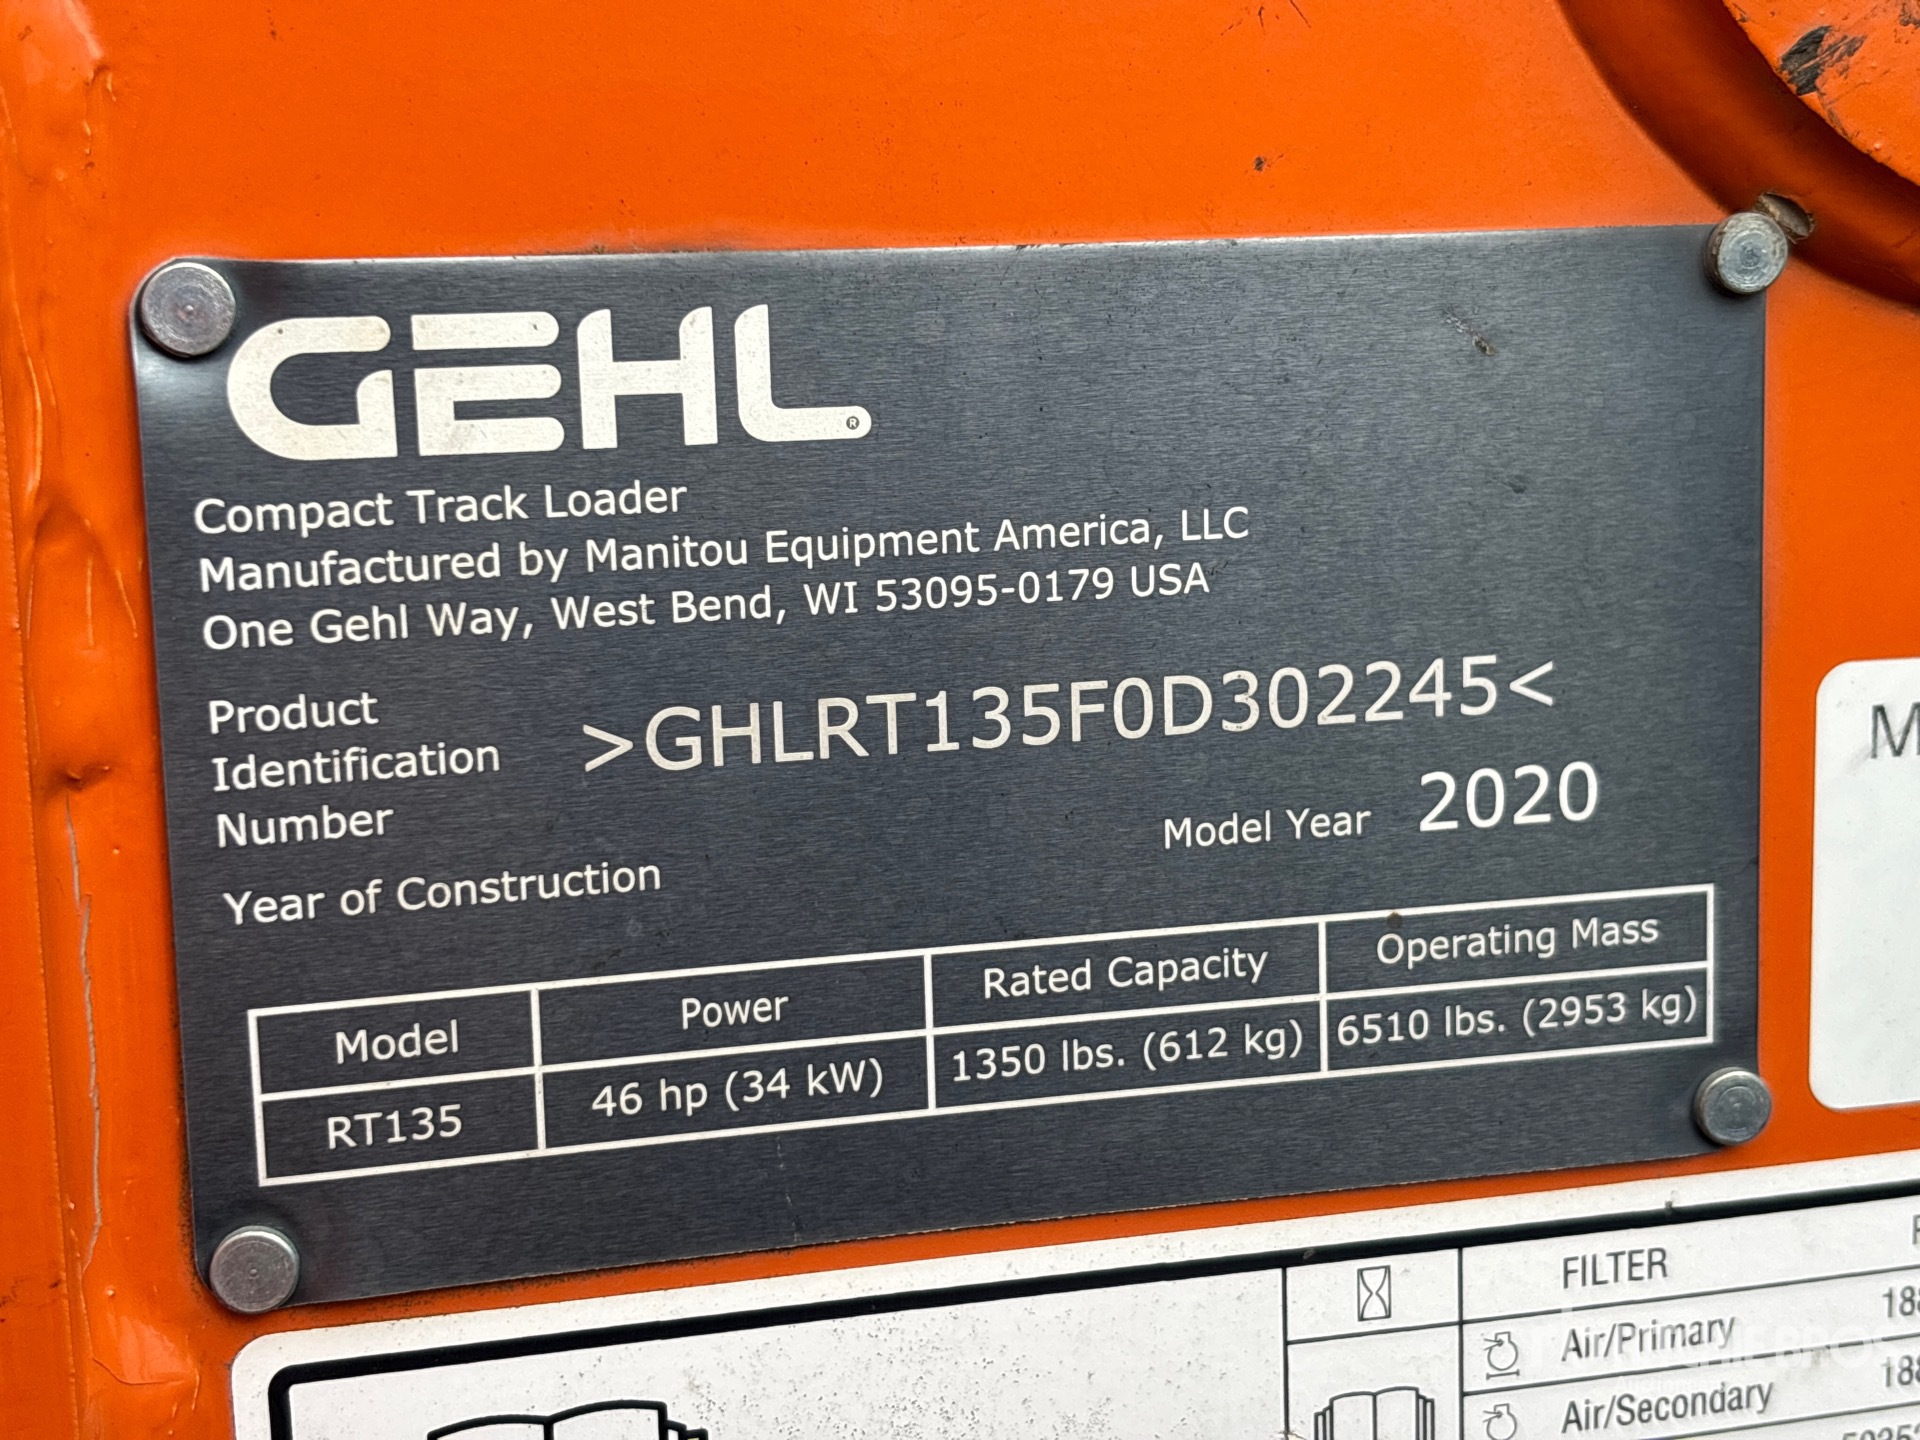 GEHL®
Compact Track Loader
Manufactured by Manitou Equipment America, LLC
One Gehl Way, West Bend, WI 53095-0179 USA
Product
Identification
Number
>GHLRT135F0D302245<
Model Year 2020
Year of Construction
Model Power Rated Capacity Operating Mass
RT135 46 hp (34 kW) 1350 lbs. (612 kg) 6510 lbs. (2953 kg)
M
FILTER
Air/Primary
Air/Secondary